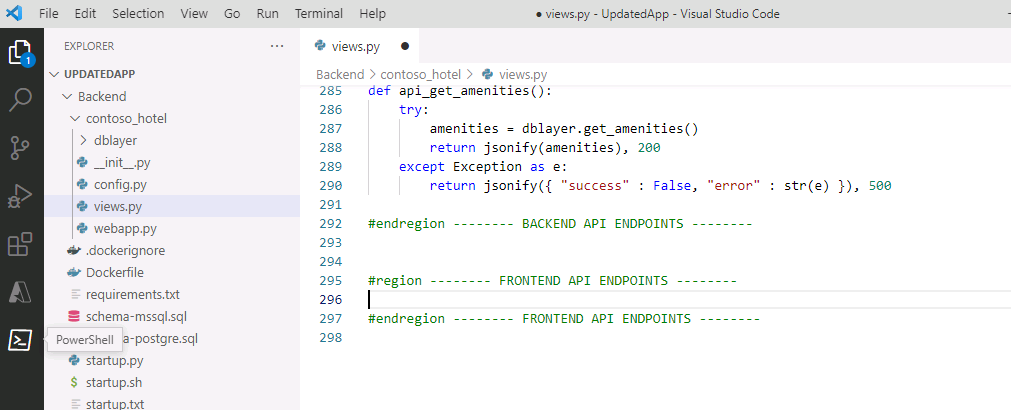 File Edit Selection View Go Run Terminal Help ● views.py - UpdatedApp - Visual Studio Code
1
EXPLORER ···
UPDATEDAPP
Backend
contoso_hotel
dblayer
__init__.py
config.py
views.py
webapp.py
.dockerignore
Dockerfile
requirements.txt
schema-mssql.sql
PowerShell
a-postgre.sql
startup.py
$ startup.sh
startup.txt
views.py ●
Backend > contoso_hotel > views.py
285 def api_get_amenities():
286 try:
287 amenities = dblayer.get_amenities()
288 return jsonify(amenities), 200
289 except Exception as e:
290 return jsonify({ "success" : False, "error" : str(e) }), 500
291
292 #endregion -------- BACKEND API ENDPOINTS --------
293
294
295 #region -------- FRONTEND API ENDPOINTS --------
296
297 #endregion -------- FRONTEND API ENDPOINTS --------
298